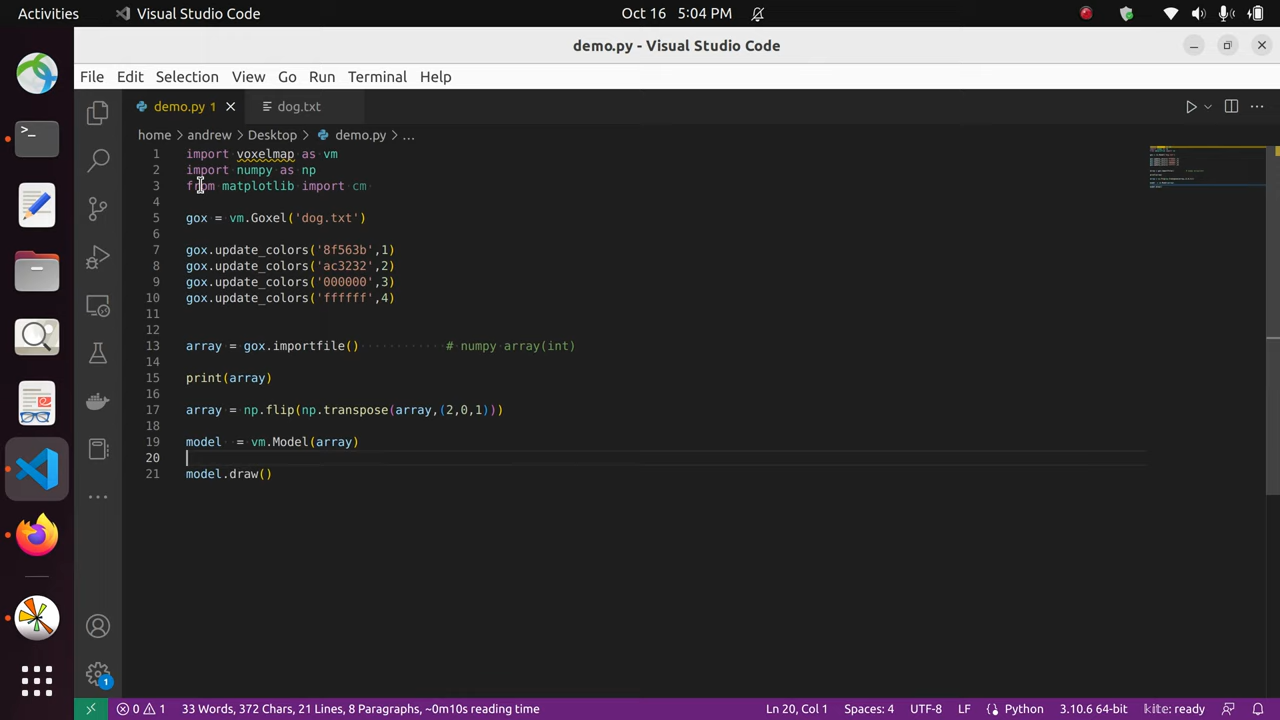 Activities Visual Studio Code Oct 16 5:04 PM
demo.py - Visual Studio Code
File Edit Selection View Go Run Terminal Help
demo.py 1 dog.txt
home > andrew > Desktop > demo.py > ...
1 import voxelmap as vm
2 import numpy as np
3 from matplotlib import cm
4
5 gox = vm.Goxel('dog.txt')
6
7 gox.update_colors('8f563b',1)
8 gox.update_colors('ac3232',2)
9 gox.update_colors('000000',3)
10 gox.update_colors('ffffff',4)
11
12
13 array = gox.importfile() # numpy array(int)
14
15 print(array)
16
17 array = np.flip(np.transpose(array,(2,0,1)))
18
19 model  = vm.Model(array)
20
21 model.draw()
1
0 1 33 Words, 372 Chars, 21 Lines, 8 Paragraphs, ~0m10s reading time Ln 20, Col 1 Spaces: 4 UTF-8 LF Python 3.10.6 64-bit kite: ready